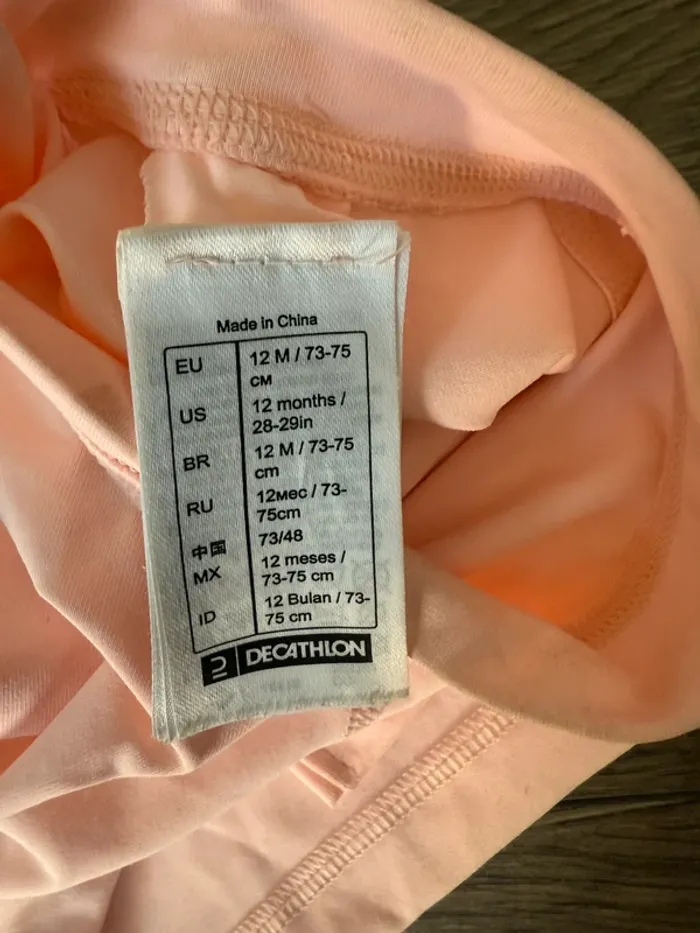 Made in China
EU 12 M / 73-75
CM
US 12 months /
28-29in
BR 12 M / 73-75
cm
RU 12мес / 73-
75cm
中国 73/48
MX 12 meses /
73-75 cm
ID 12 Bulan / 73-
75 cm
DECATHLON